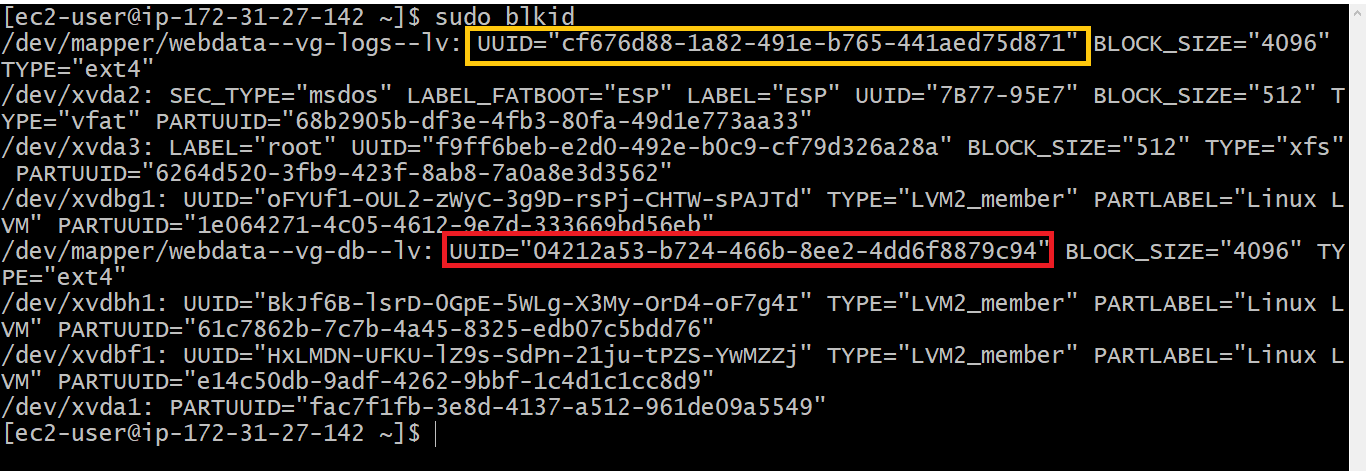 [ec2-user@ip-172-31-27-142 ~]$ sudo blkid
/dev/mapper/webdata--vg-logs--lv: UUID="cf676d88-1a82-491e-b765-441aed75d871" BLOCK_SIZE="4096"
TYPE="ext4"
/dev/xvda2: SEC_TYPE="msdos" LABEL_FATBOOT="ESP" LABEL="ESP" UUID="7B77-95E7" BLOCK_SIZE="512" T
YPE="vfat" PARTUUID="68b2905b-df3e-4fb3-80fa-49d1e773aa33"
/dev/xvda3: LABEL="root" UUID="f9ff6beb-e2d0-492e-b0c9-cf79d326a28a" BLOCK_SIZE="512" TYPE="xfs"
 PARTUUID="6264d520-3fb9-423f-8ab8-7a0a8e3d3562"
/dev/xvdbg1: UUID="oFYUf1-OUL2-zWyC-3g9D-rsPj-CHTW-sPAJTd" TYPE="LVM2_member" PARTLABEL="Linux L
VM" PARTUUID="1e064271-4c05-4612-9e7d-333669bd56eb"
/dev/mapper/webdata--vg-db--lv: UUID="04212a53-b724-466b-8ee2-4dd6f8879c94" BLOCK_SIZE="4096" TY
PE="ext4"
/dev/xvdbh1: UUID="BkJf6B-lsrD-0GpE-5WLg-X3My-OrD4-oF7g4I" TYPE="LVM2_member" PARTLABEL="Linux L
VM" PARTUUID="61c7862b-7c7b-4a45-8325-edb07c5bdd76"
/dev/xvdbf1: UUID="HxLMDN-UFKU-lZ9s-SdPn-21ju-tPZS-YwMZZj" TYPE="LVM2_member" PARTLABEL="Linux L
VM" PARTUUID="e14c50db-9adf-4262-9bbf-1c4d1c1cc8d9"
/dev/xvda1: PARTUUID="fac7f1fb-3e8d-4137-a512-961de09a5549"
[ec2-user@ip-172-31-27-142 ~]$